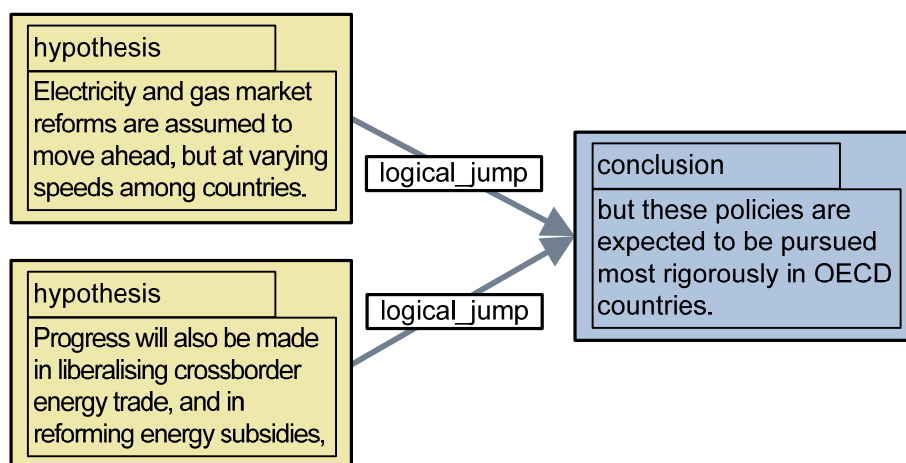 hypothesis
Electricity and gas market
reforms are assumed to
move ahead, but at varying
speeds among countries.
logical_jump
hypothesis
Progress will also be made
in liberalising crossborder
energy trade, and in
reforming energy subsidies,
logical_jump
conclusion
but these policies are
expected to be pursued
most rigorously in OECD
countries.